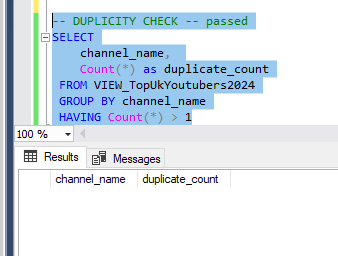 -- DUPLICITY CHECK -- passed
SELECT
channel_name,
Count(*) as duplicate_count
FROM VIEW_TopUkYoutubers2024
GROUP BY channel_name
HAVING Count(*) > 1
100 %
Results Messages
channel_name duplicate_count